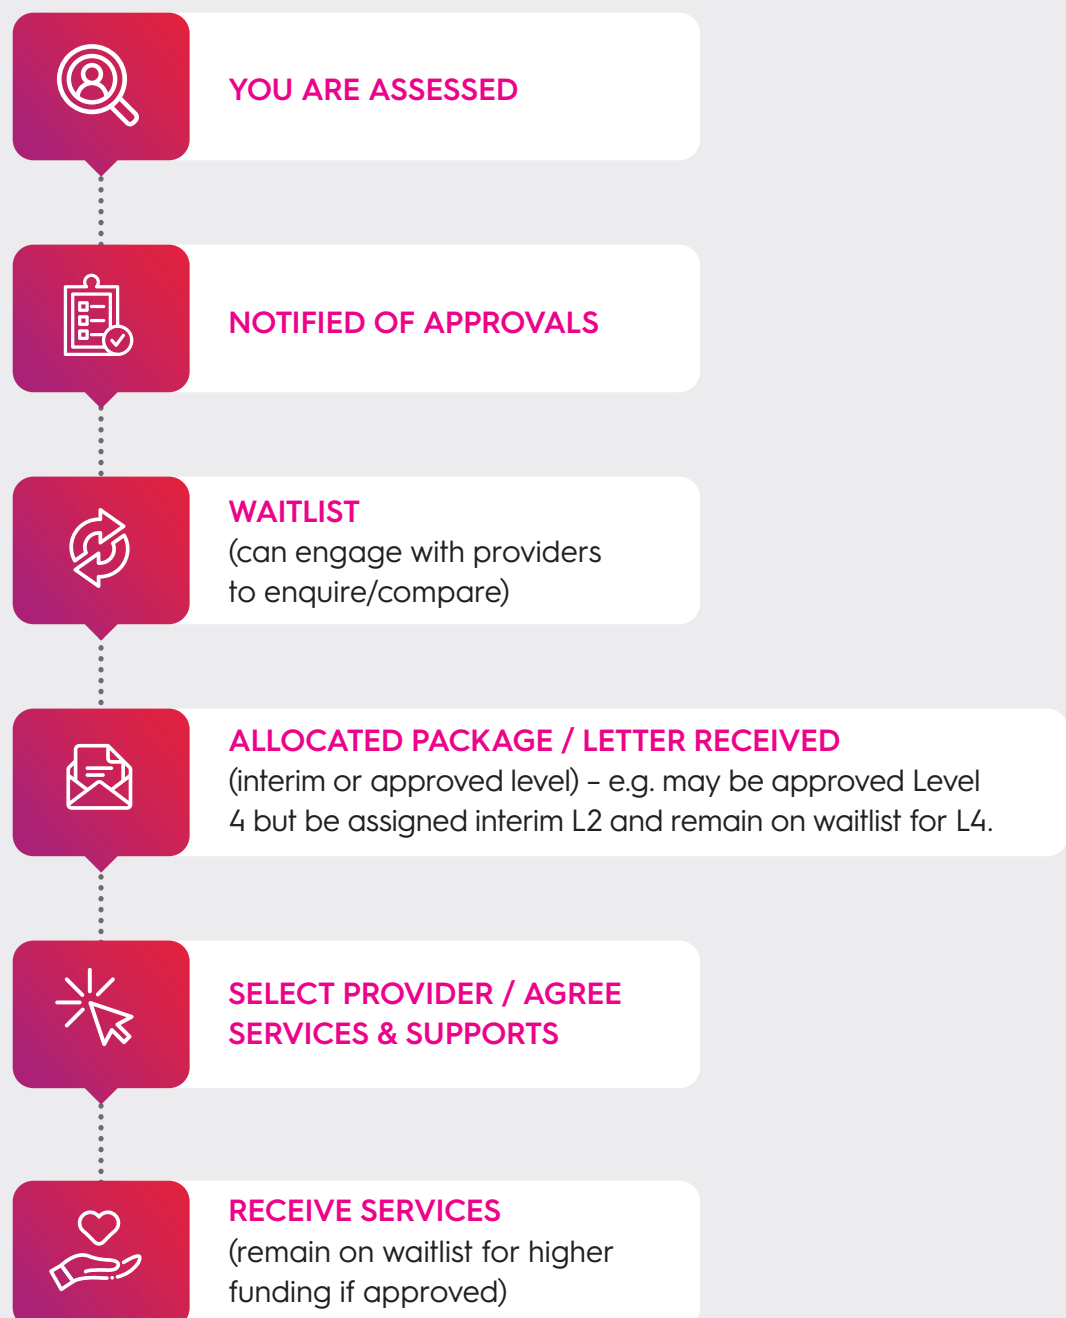 YOU ARE ASSESSED
NOTIFIED OF APPROVALS
WAITLIST
(can engage with providers
to enquire/compare)
ALLOCATED PACKAGE / LETTER RECEIVED
(interim or approved level) – e.g. may be approved Level
4 but be assigned interim L2 and remain on waitlist for L4.
SELECT PROVIDER / AGREE
SERVICES & SUPPORTS
RECEIVE SERVICES
(remain on waitlist for higher
funding if approved)